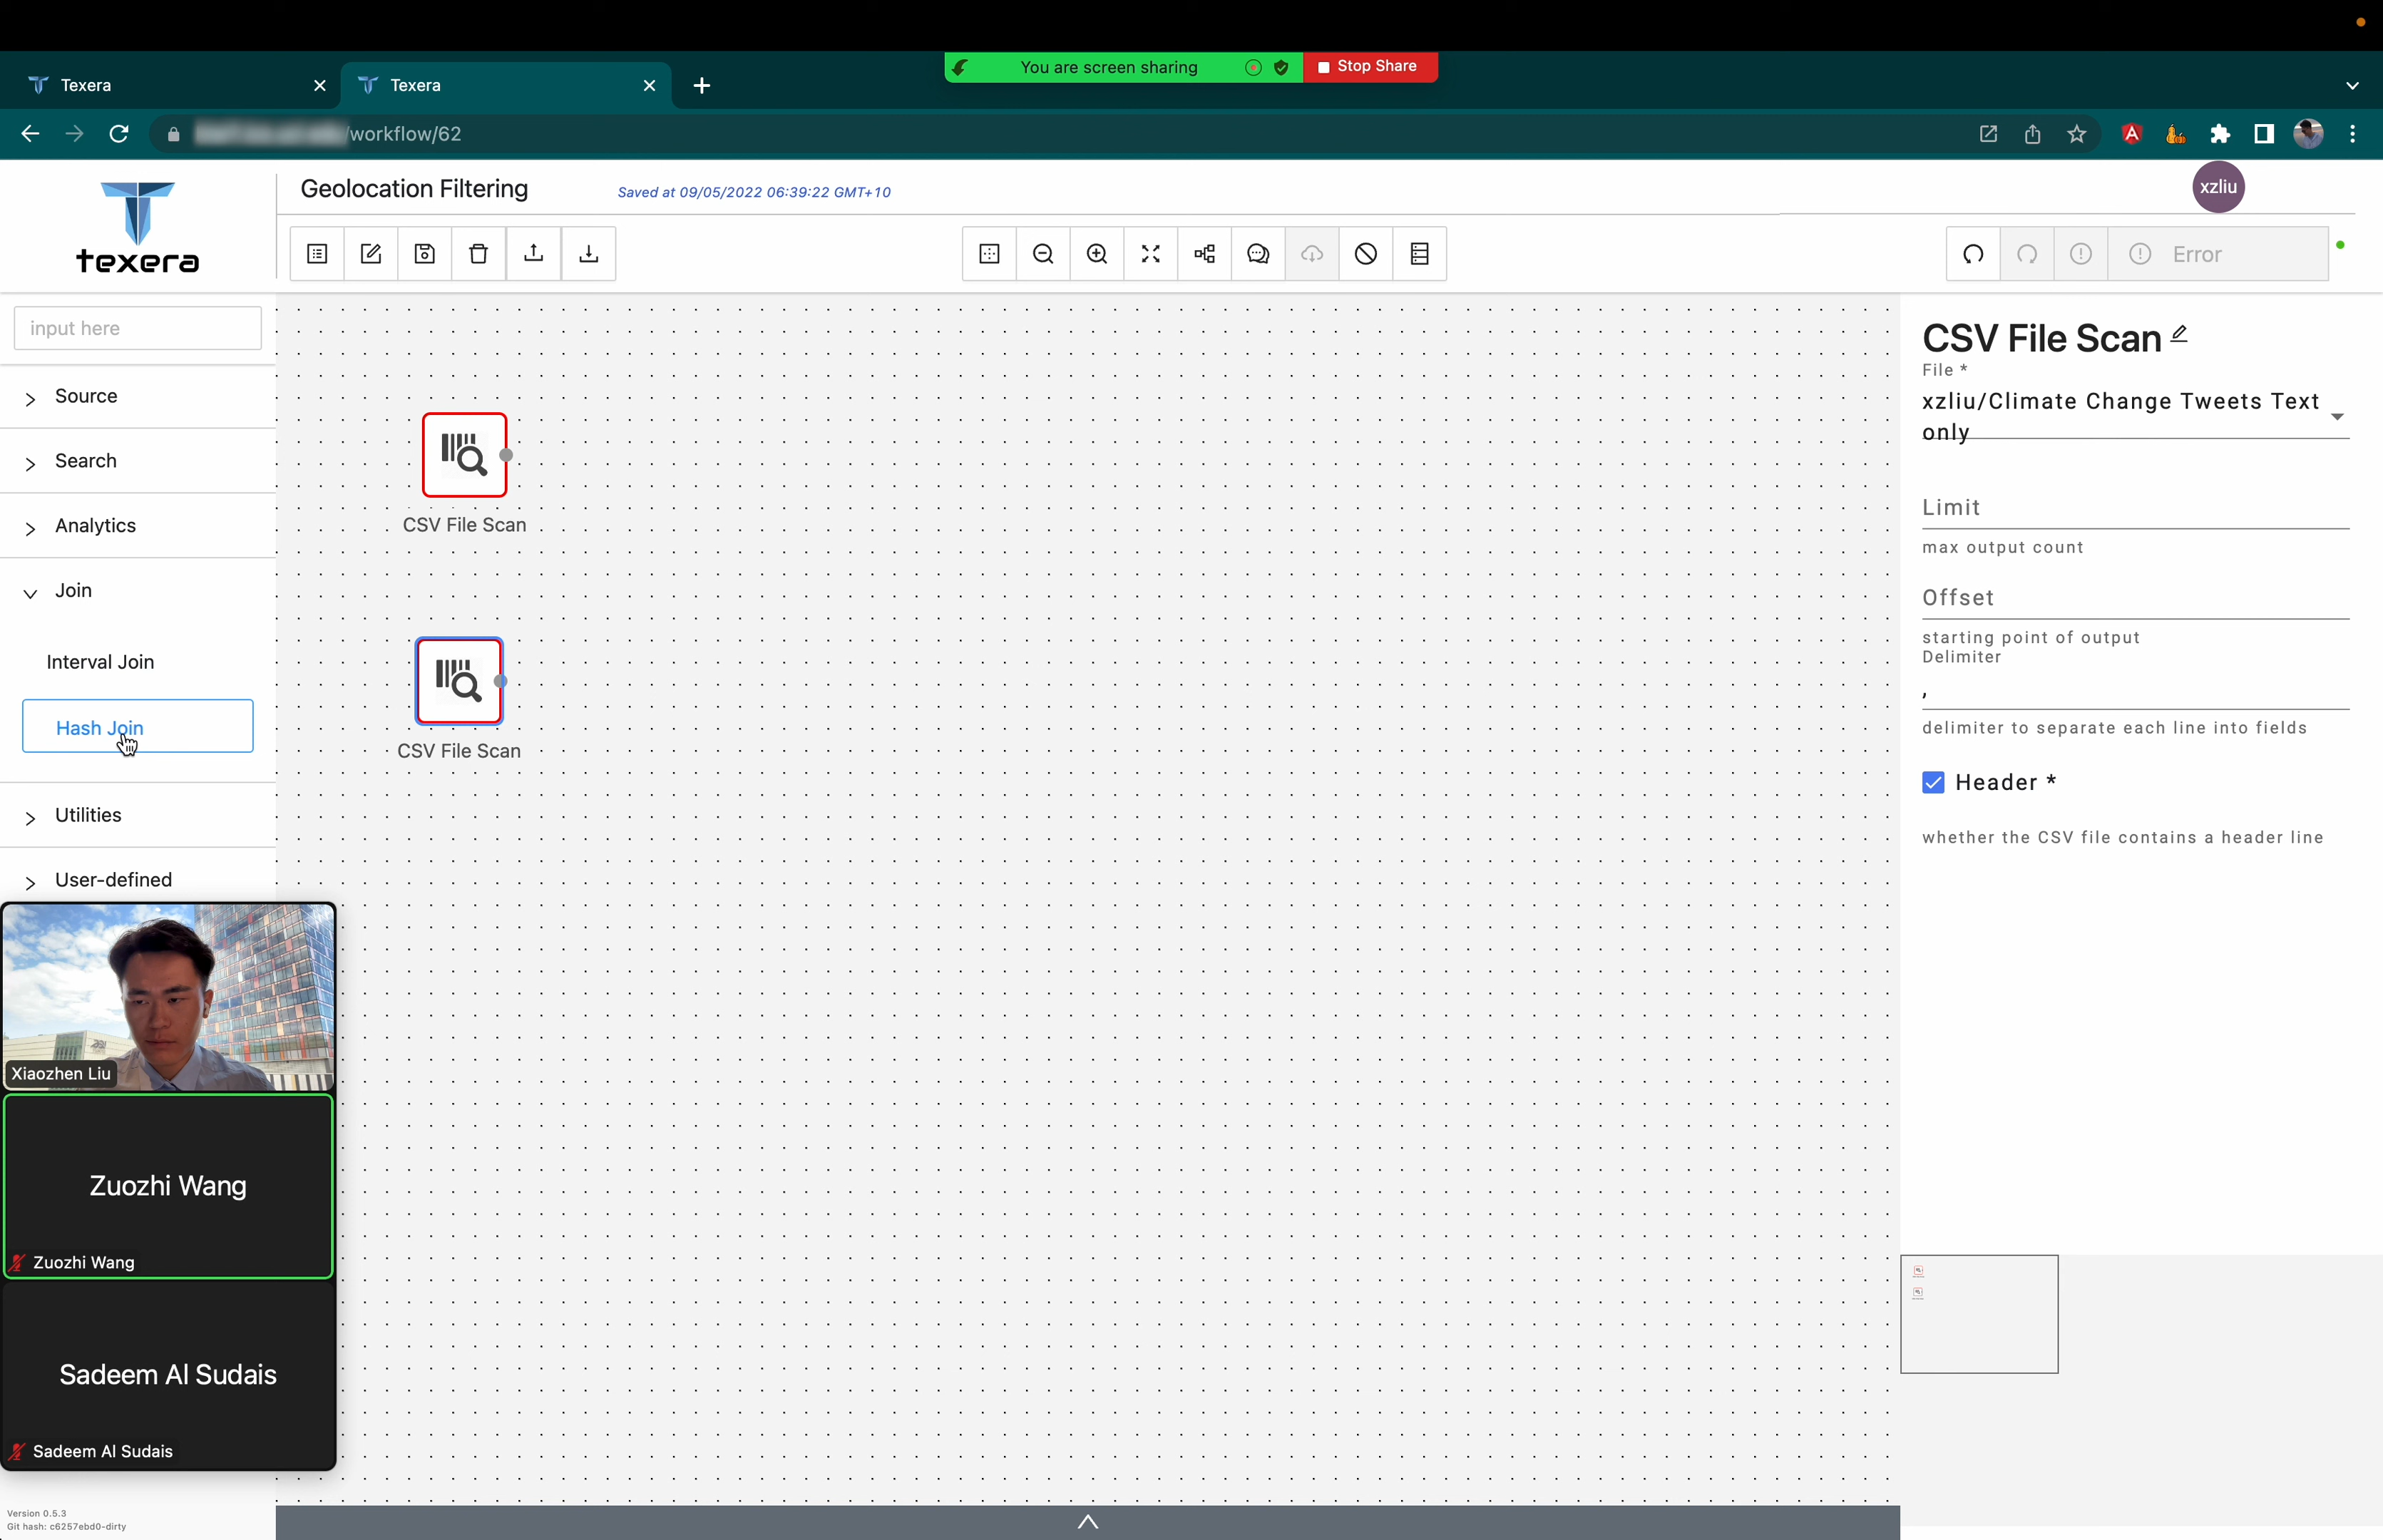 You are screen sharing
Stop Share
Texera
Texera
/workflow/62
texera
Geolocation Filtering
Saved at 09/05/2022 06:39:22 GMT+10
xzliu
Error
input here
Source
Search
Analytics
Join
Interval Join
Hash Join
Utilities
User-defined
CSV File Scan
CSV File Scan
CSV File Scan
File *
xzliu/Climate Change Tweets Text
only
Limit
max output count
Offset
starting point of output
Delimiter
,
delimiter to separate each line into fields
Header *
whether the CSV file contains a header line
Xiaozhen Liu
Zuozhi Wang
Zuozhi Wang
Sadeem Al Sudais
Sadeem Al Sudais
Version 0.5.3
Git hash: c6257ebd0-dirty